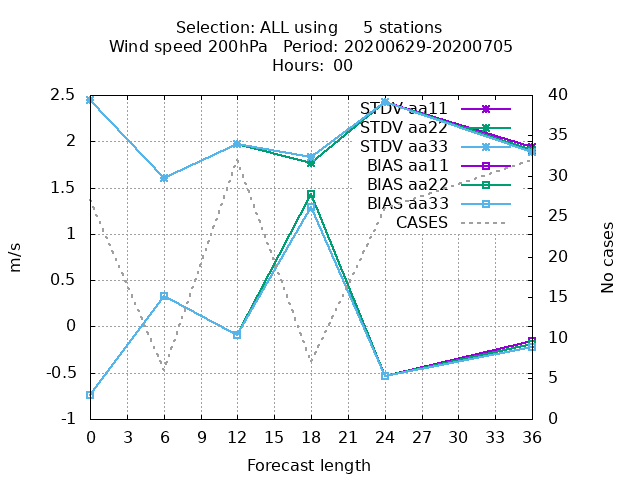 Selection: ALL using     5 stations
Wind speed 200hPa   Period: 20200629-20200705
Hours:  00
2.5
2
1.5
1
0.5
0
-0.5
-1
m/s
40
35
30
25
20
15
10
5
0
No cases
STDV aa11
STDV aa22
STDV aa33
BIAS aa11
BIAS aa22
BIAS aa33
CASES
0 3 6 9 12 15 18 21 24 27 30 33 36
Forecast length